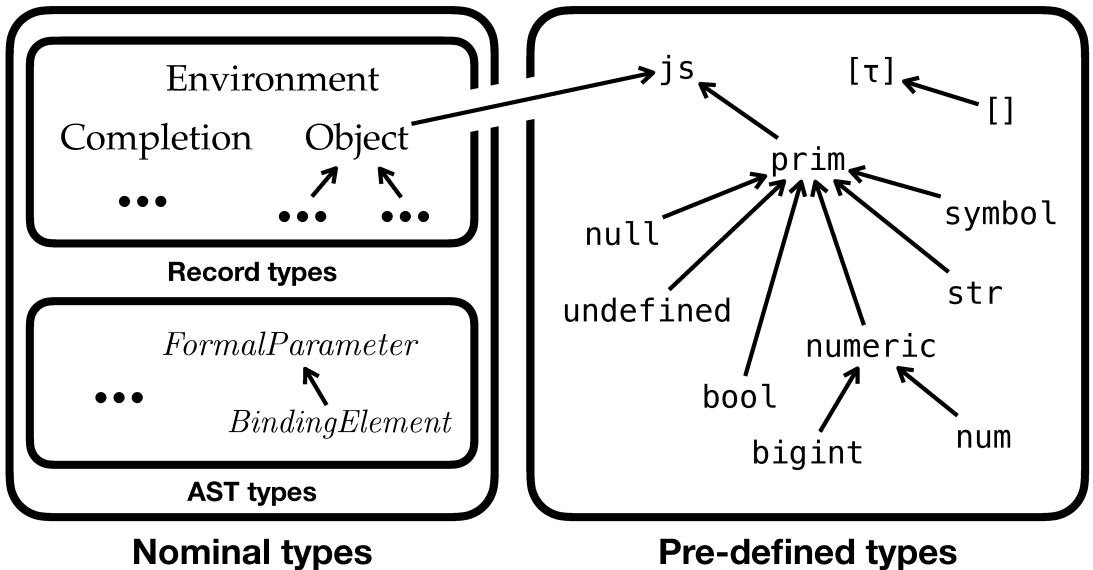 Environment
Completion Object
••• ••• •••
Record types
FormalParameter
•••
BindingElement
AST types
Nominal types
js [τ]
[]
prim
null symbol
undefined str
numeric
bool
bigint num
Pre-defined types